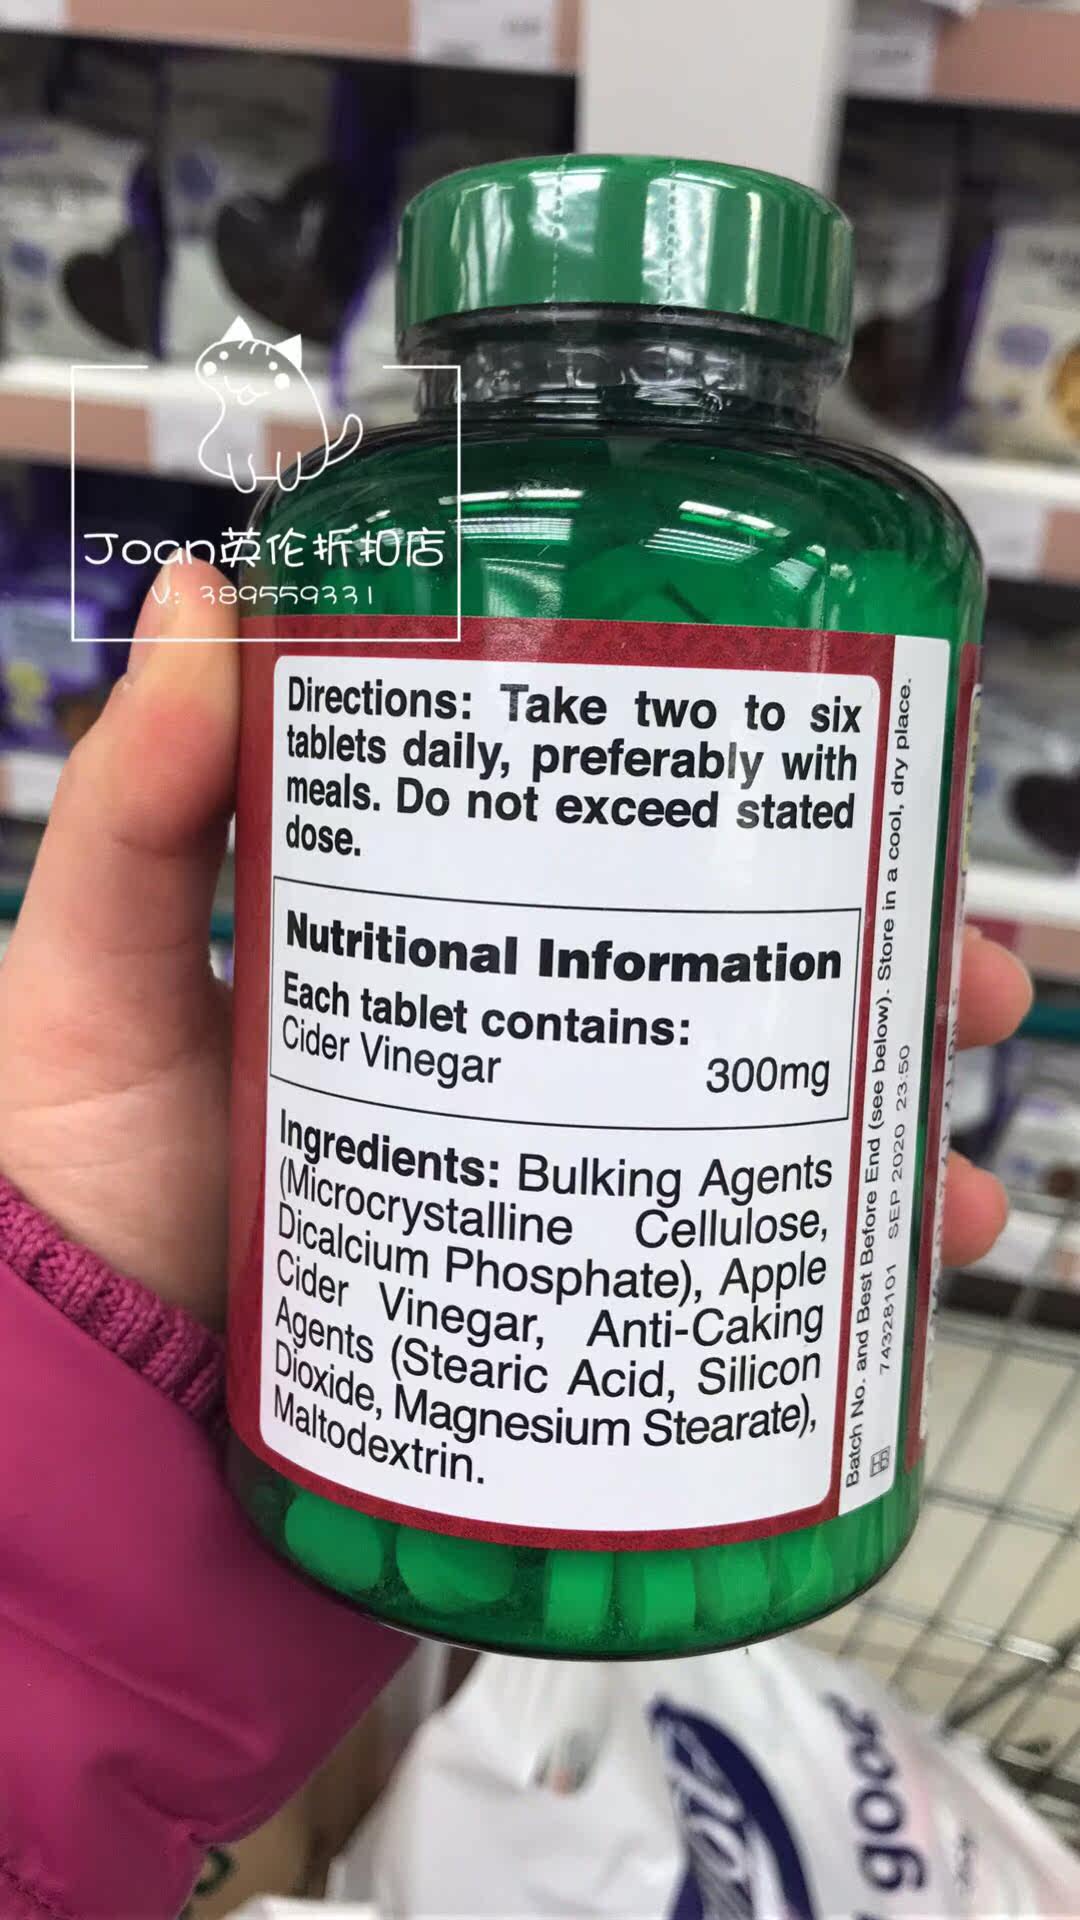 Joan英伦折扣店
V: 389559331
Directions: Take two to six
tablets daily, preferably with
meals. Do not exceed stated
dose.
Nutritional Information
Each tablet contains:
Cider Vinegar 300mg
Ingredients: Bulking Agents
(Microcrystalline Cellulose,
Dicalcium Phosphate), Apple
Cider Vinegar, Anti-Caking
Agents (Stearic Acid, Silicon
Dioxide, Magnesium Stearate),
Maltodextrin.
Batch No. and Best Before End (see below). Store in a cool, dry place.
74328101 SEP 2020 23:50
good